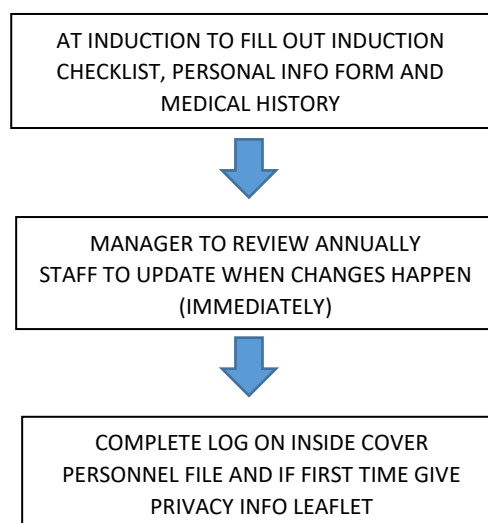 AT INDUCTION TO FILL OUT INDUCTION
CHECKLIST, PERSONAL INFO FORM AND
MEDICAL HISTORY
MANAGER TO REVIEW ANNUALLY
STAFF TO UPDATE WHEN CHANGES HAPPEN
(IMMEDIATELY)
COMPLETE LOG ON INSIDE COVER
PERSONNEL FILE AND IF FIRST TIME GIVE
PRIVACY INFO LEAFLET